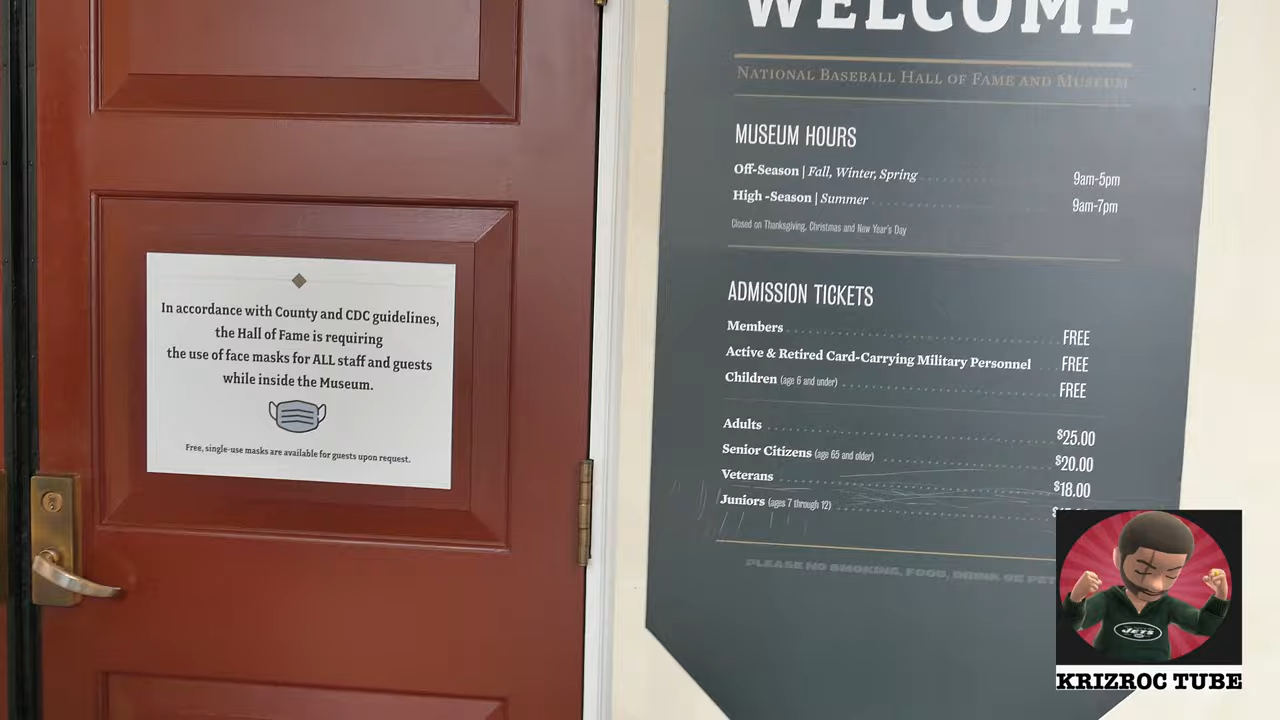 In accordance with County and CDC guidelines,
the Hall of Fame is requiring
the use of face masks for ALL staff and guests
while inside the Museum.
Free, single-use masks are available for guests upon request.
WELCOME
NATIONAL BASEBALL HALL OF FAME AND MUSEUM
MUSEUM HOURS
Off-Season | Fall, Winter, Spring 9am-5pm
High -Season | Summer 9am-7pm
Closed on Thanksgiving, Christmas and New Year's Day
ADMISSION TICKETS
Members FREE
Active & Retired Card-Carrying Military Personnel FREE
Children (age 6 and under) FREE
Adults $25.00
Senior Citizens (age 65 and older) $20.00
Veterans $18.00
Juniors (ages 7 through 12)
PLEASE NO SMOKING, FOOD, DRINK OR
JETS
KRIZROC TUBE